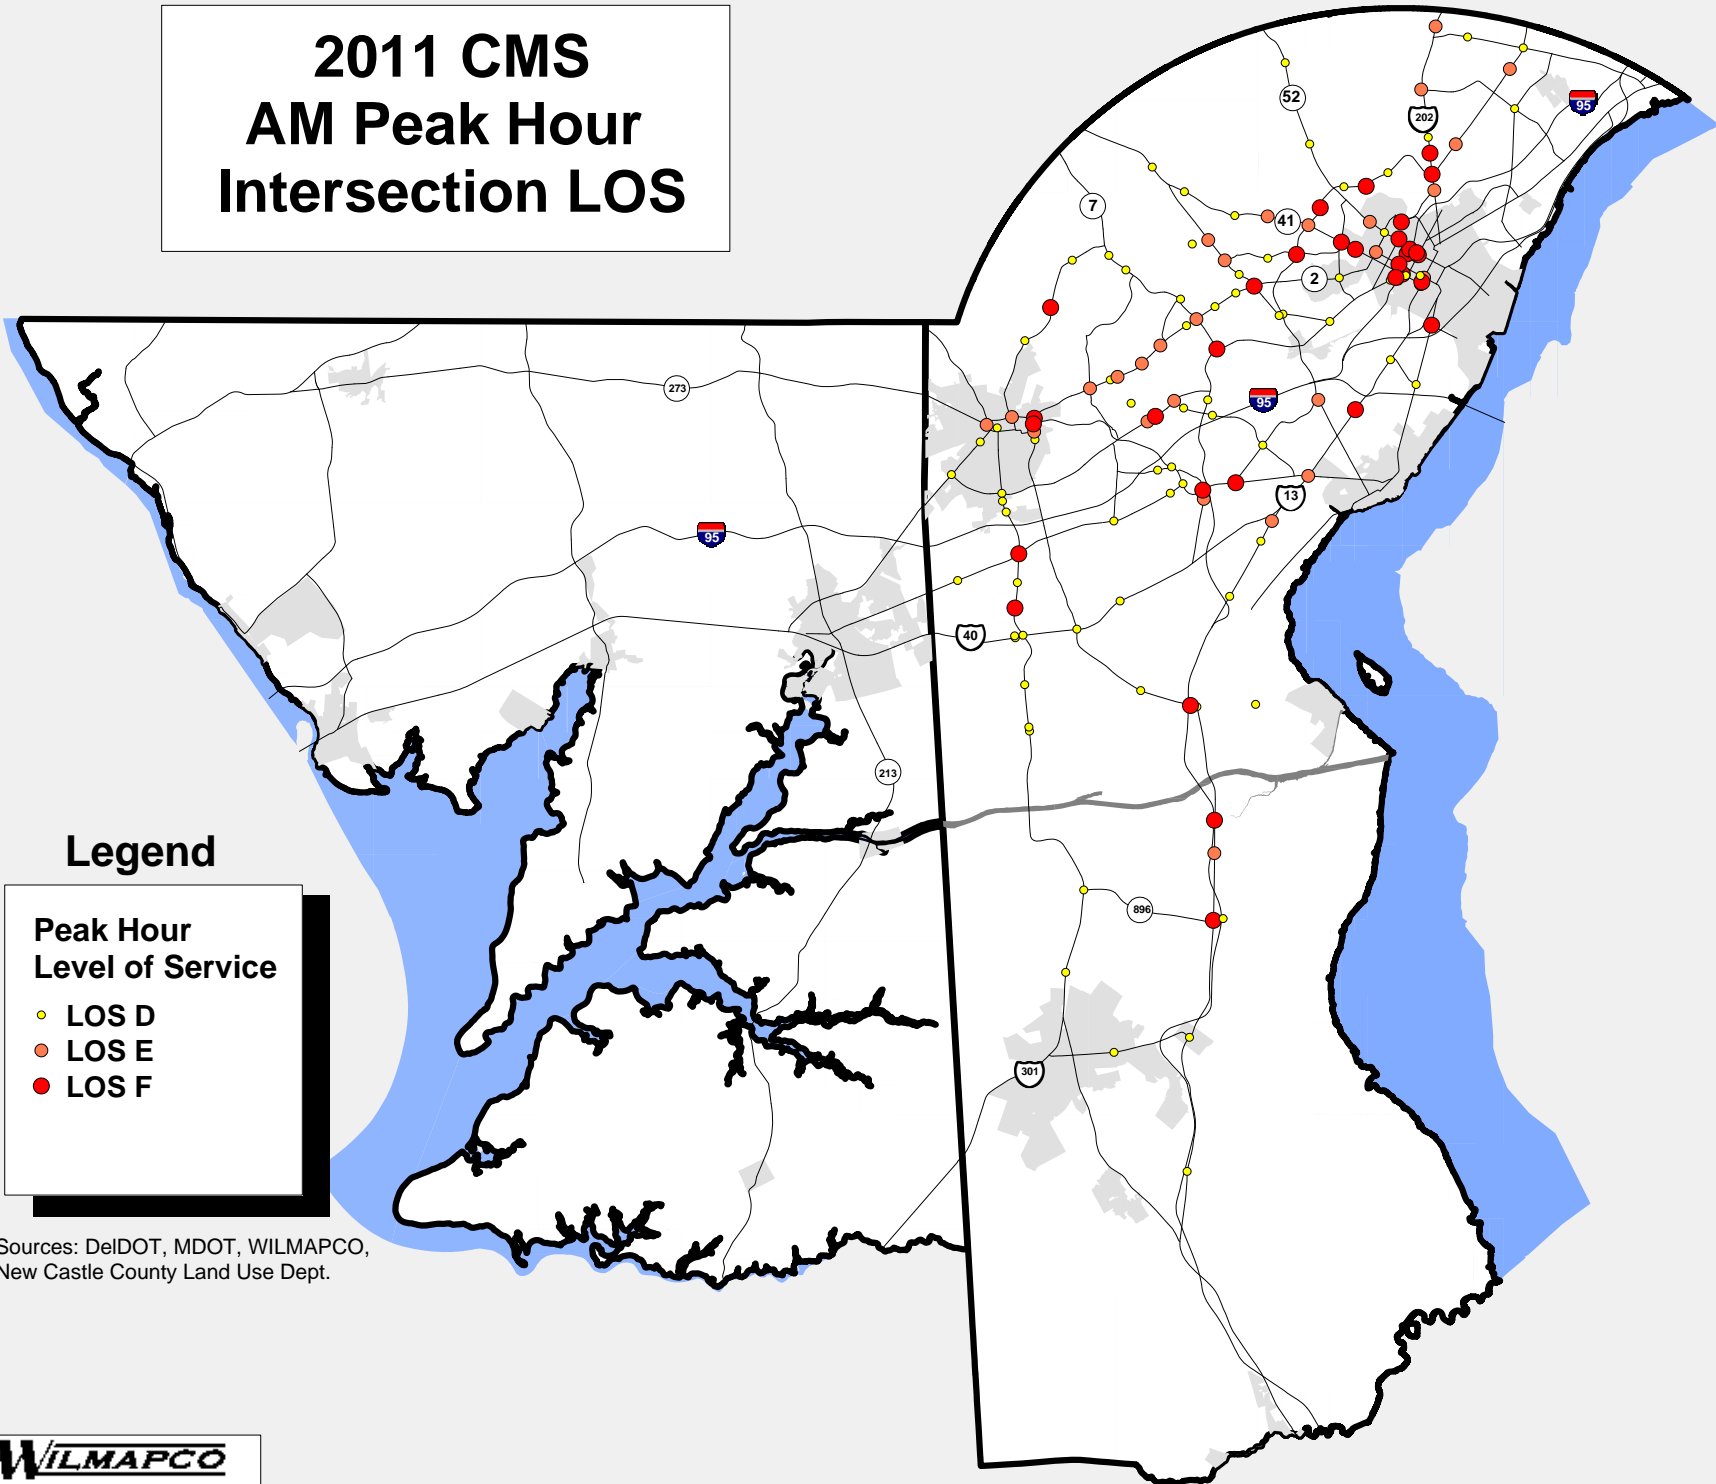 2011 CMS
AM Peak Hour
Intersection LOS
52
202
95
7
41
2
273
95
13
95
40
213
896
301
Legend
Peak Hour
Level of Service
LOS D
LOS E
LOS F
Sources: DelDOT, MDOT, WILMAPCO,
New Castle County Land Use Dept.
WILMAPCO